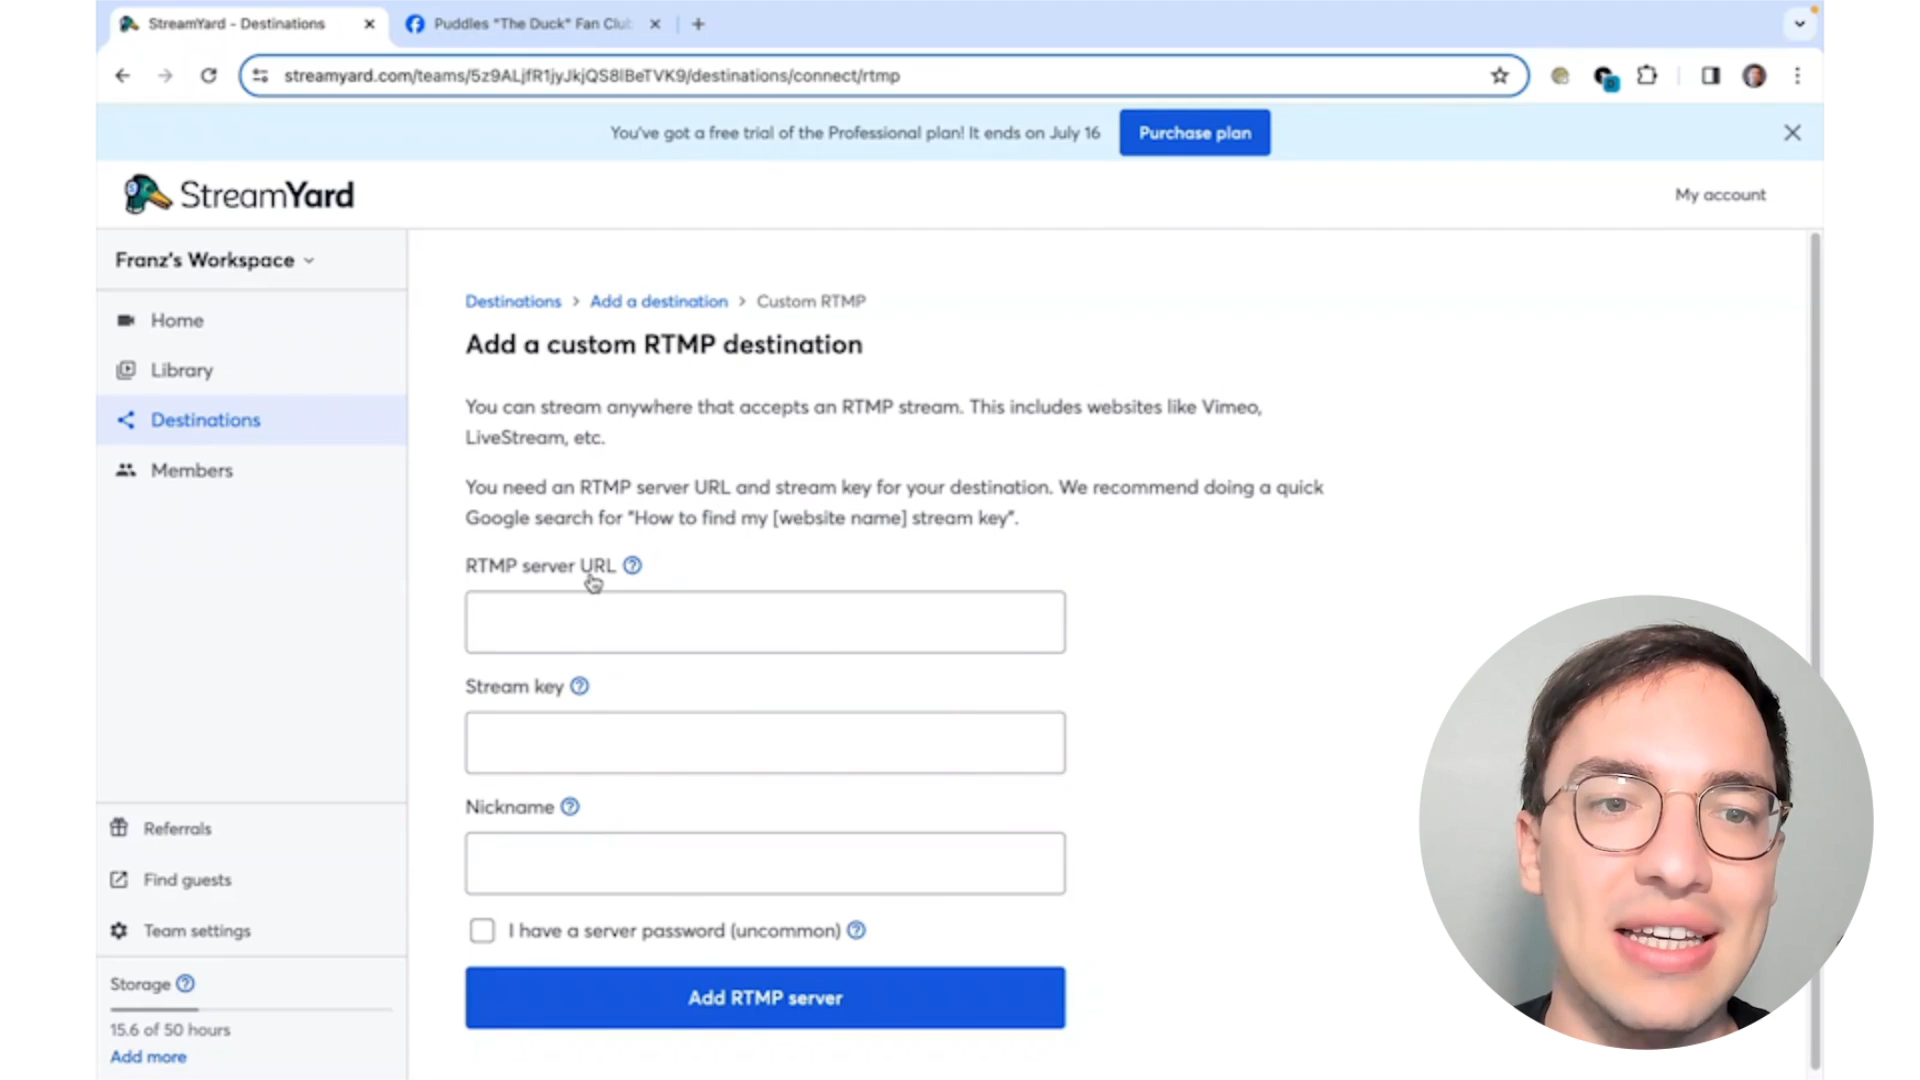 StreamYard - Destinations
Puddles "The Duck" Fan Club
streamyard.com/teams/5z9ALjfR1jyJkjQS8lBeTVK9/destinations/connect/rtmp
You've got a free trial of the Professional plan! It ends on July 16
Purchase plan
StreamYard
My account
Franz's Workspace
Home
Library
Destinations
Members
Referrals
Find guests
Team settings
Storage
15.6 of 50 hours
Add more
Destinations > Add a destination > Custom RTMP
Add a custom RTMP destination
You can stream anywhere that accepts an RTMP stream. This includes websites like Vimeo,
LiveStream, etc.
You need an RTMP server URL and stream key for your destination. We recommend doing a quick
Google search for "How to find my [website name] stream key".
RTMP server URL
Stream key
Nickname
I have a server password (uncommon)
Add RTMP server